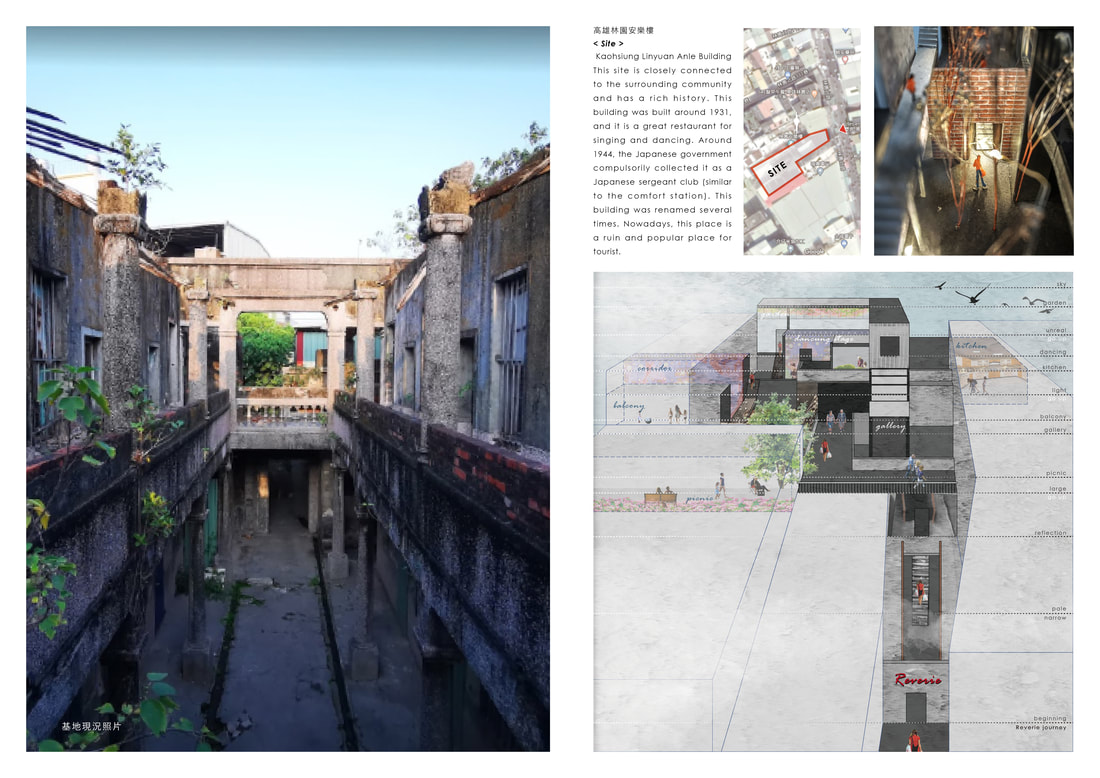 基地現況照片
高雄林園安樂樓
< Site >
Kaohsiung Linyuan Anle Building
This site is closely connected
to the surrounding community
and has a rich history. This
building was built around 1931,
and it is a great restaurant for
singing and dancing. Around
1944, the Japanese government
compulsorily collected it as a
Japanese sergeant club (similar
to the comfort station). This
building was renamed several
times. Nowadays, this place is
a ruin and popular place for
tourist.
SITE
Google
sky
garden
garden
unreal
dancing stage
kitchen
dancing
corridor
kitchen
light
balcony
balcony
gallery
gallery
picnic
picnic
large
reflection
pole
narrow
Reverie
beginning
Reverie journey